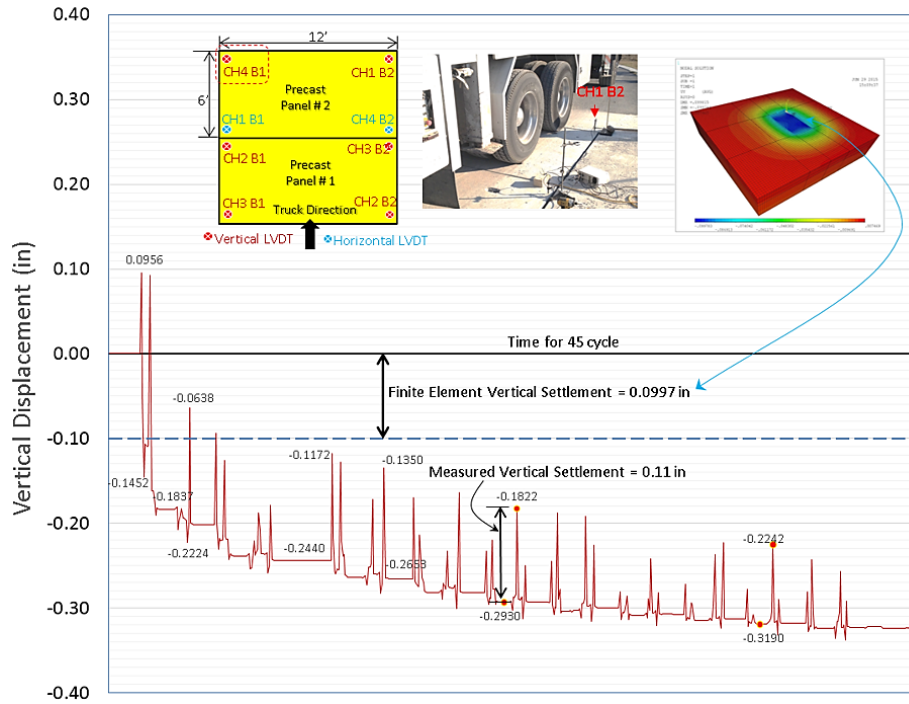 0.40
0.30
0.20
0.10
0.00
-0.10
-0.20
-0.30
-0.40
Vertical Displacement (in)
12’
6’
CH4 B1
CH1 B2
Precast
Panel # 2
CH1 B1
CH4 B2
CH2 B1
CH3 B2
Precast
Panel # 1
CH3 B1
CH2 B2
Truck Direction
Vertical LVDT
Horizontal LVDT
CH1 B2
NODAL SOLUTION
0.0956
Time for 45 cycle
Finite Element Vertical Settlement = 0.0997 in
-0.0638
-0.1172
-0.1350
Measured Vertical Settlement = 0.11 in
-0.1452
-0.1837
-0.1822
-0.2224
-0.2440
-0.2653
-0.2242
-0.2930
-0.3190